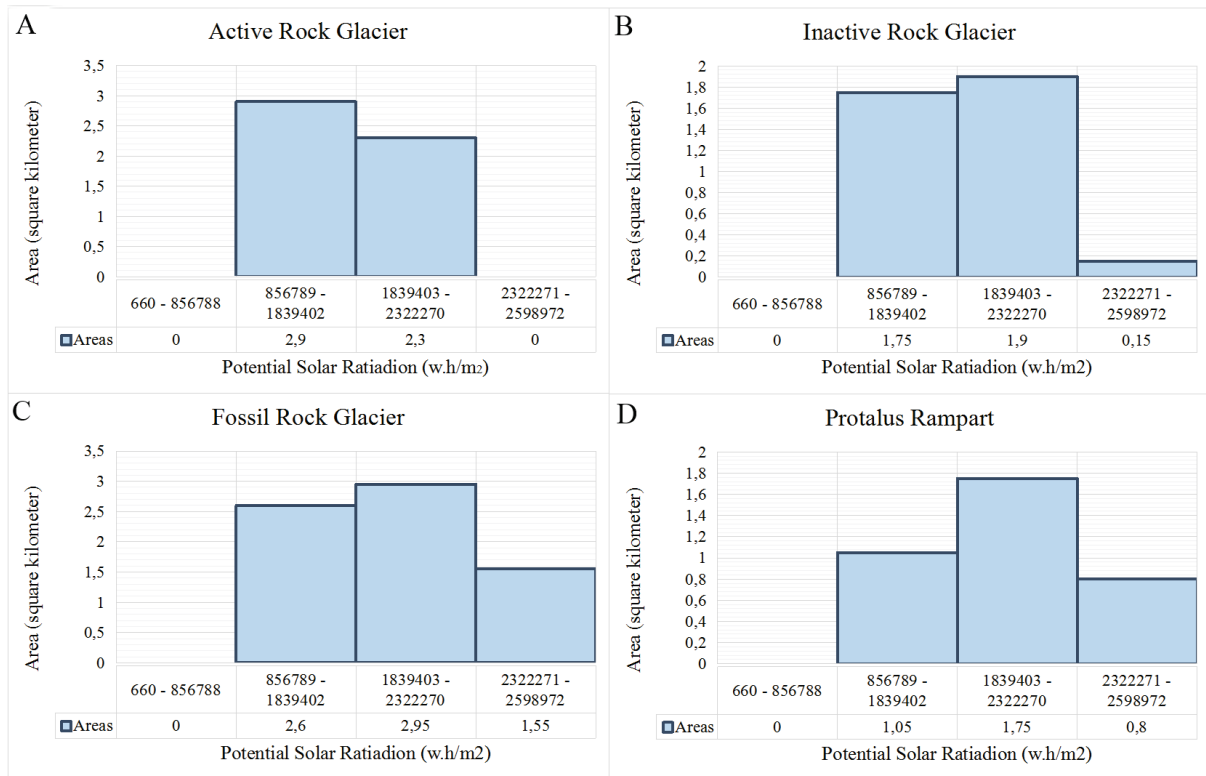 A
Active Rock Glacier
Area (square kilometer)
3,5
3
2,5
2
1,5
1
0,5
0
660 - 856788
856789 -
1839402
1839403 -
2322270
2322271 -
2598972
Areas 0 2,9 2,3 0
Potential Solar Ratiadion (w.h/m2)
B
Inactive Rock Glacier
Area (square kilometer)
2
1,8
1,6
1,4
1,2
1
0,8
0,6
0,4
0,2
0
660 - 856788
856789 -
1839402
1839403 -
2322270
2322271 -
2598972
Areas 0 1,75 1,9 0,15
Potential Solar Ratiadion (w.h/m2)
C
Fossil Rock Glacier
Area (square kilometer)
3,5
3
2,5
2
1,5
1
0,5
0
660 - 856788
856789 -
1839402
1839403 -
2322270
2322271 -
2598972
Areas 0 2,6 2,95 1,55
Potential Solar Ratiadion (w.h/m2)
D
Protalus Rampart
Area (square kilometer)
2
1,8
1,6
1,4
1,2
1
0,8
0,6
0,4
0,2
0
660 - 856788
856789 -
1839402
1839403 -
2322270
2322271 -
2598972
Areas 0 1,05 1,75 0,8
Potential Solar Ratiadion (w.h/m2)